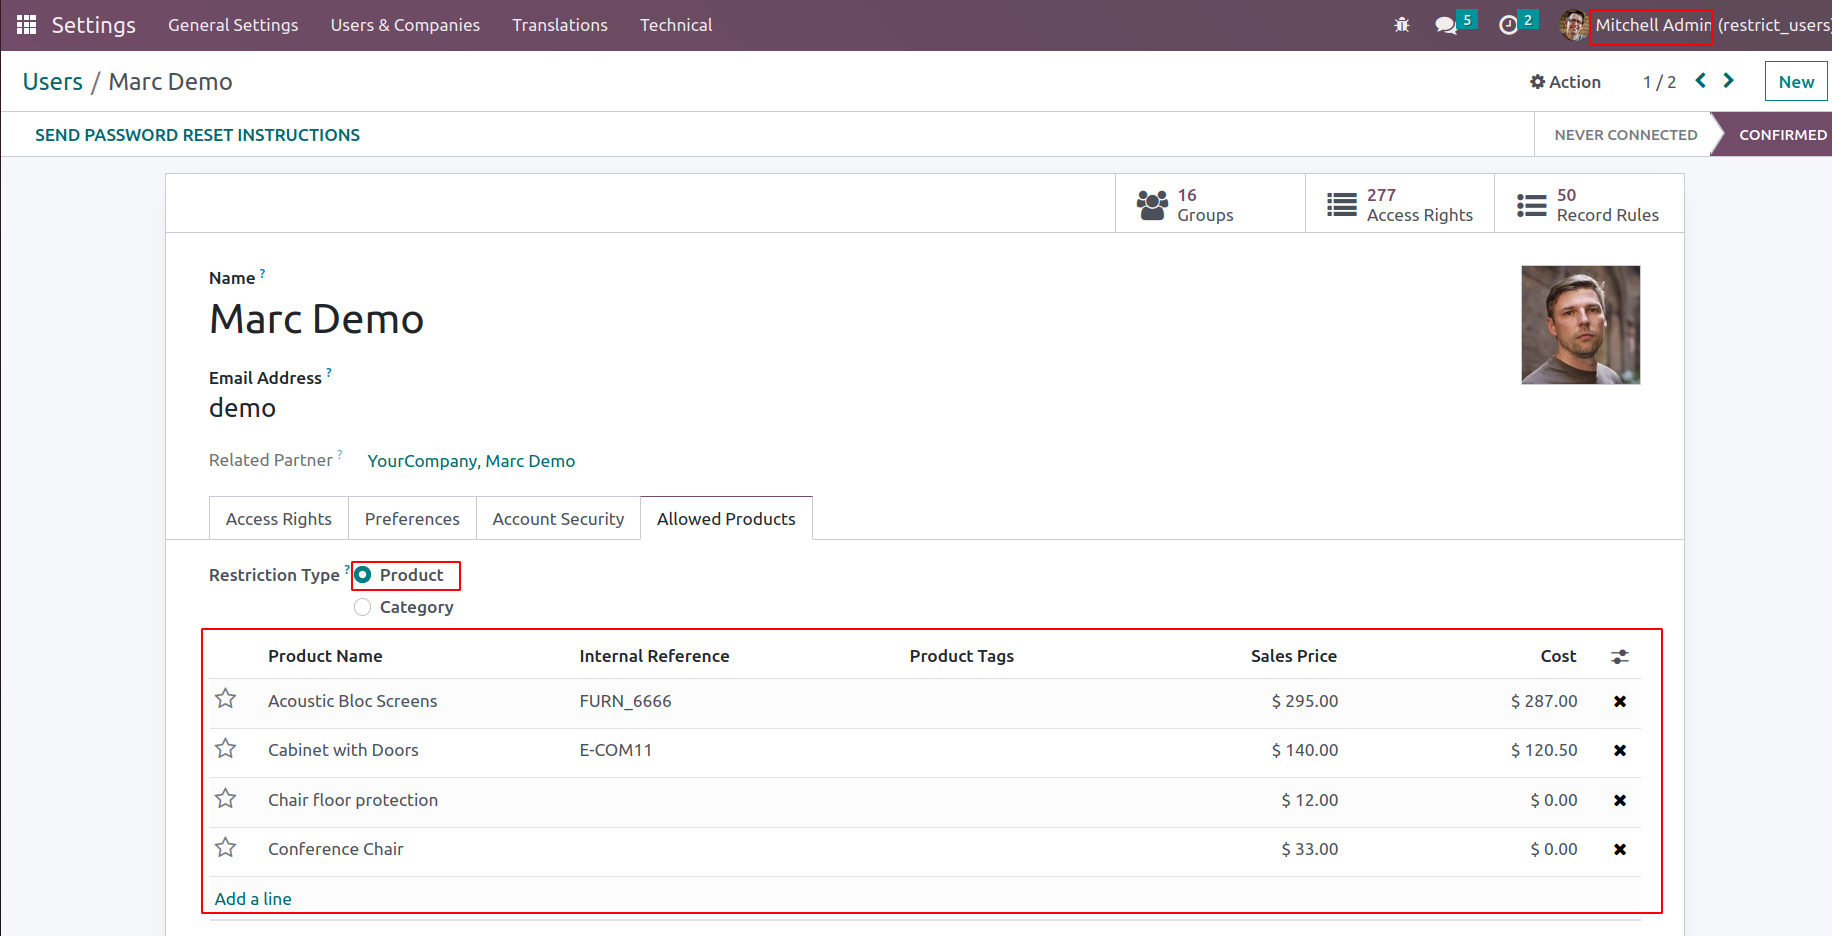 Settings General Settings Users & Companies Translations Technical 5 2 Mitchell Admin (restrict_users)
Users / Marc Demo Action 1 / 2 New
SEND PASSWORD RESET INSTRUCTIONS NEVER CONNECTED CONFIRMED
16 277 50
Groups Access Rights Record Rules
Name ?
Marc Demo
Email Address ?
demo
Related Partner ? YourCompany, Marc Demo
Access Rights Preferences Account Security Allowed Products
Restriction Type ? Product
Category
Product Name Internal Reference Product Tags Sales Price Cost
Acoustic Bloc Screens FURN_6666 $ 295.00 $ 287.00
Cabinet with Doors E-COM11 $ 140.00 $ 120.50
Chair floor protection $ 12.00 $ 0.00
Conference Chair $ 33.00 $ 0.00
Add a line